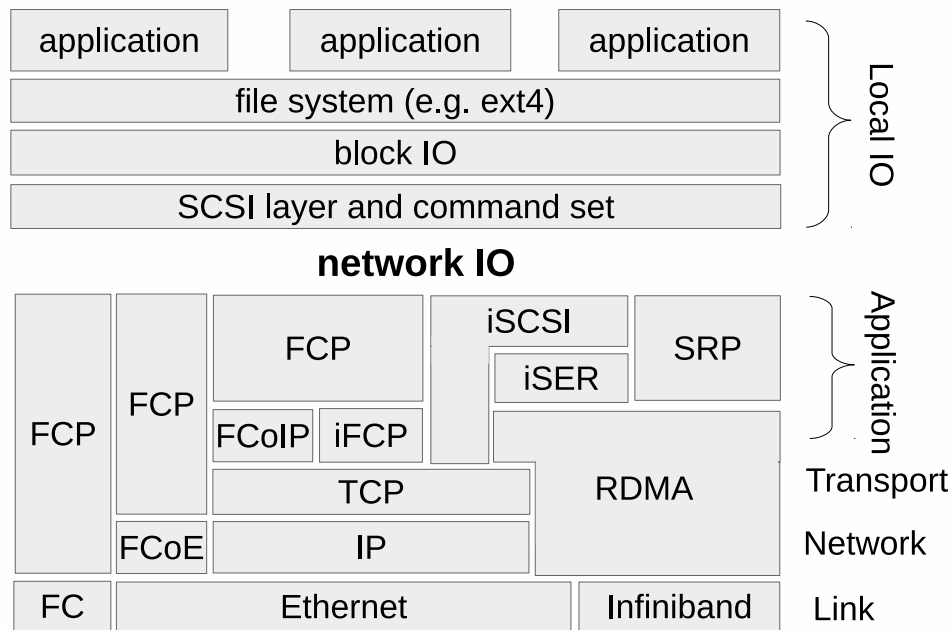 application application application
file system (e.g. ext4)
block IO
SCSI layer and command set
Local IO
network IO
FCP
FCP
FCP
iSCSI
SRP
iSER
FCoIP iFCP
Application
TCP
RDMA
Transport
FCoE
IP
Network
FC
Ethernet
Infiniband
Link